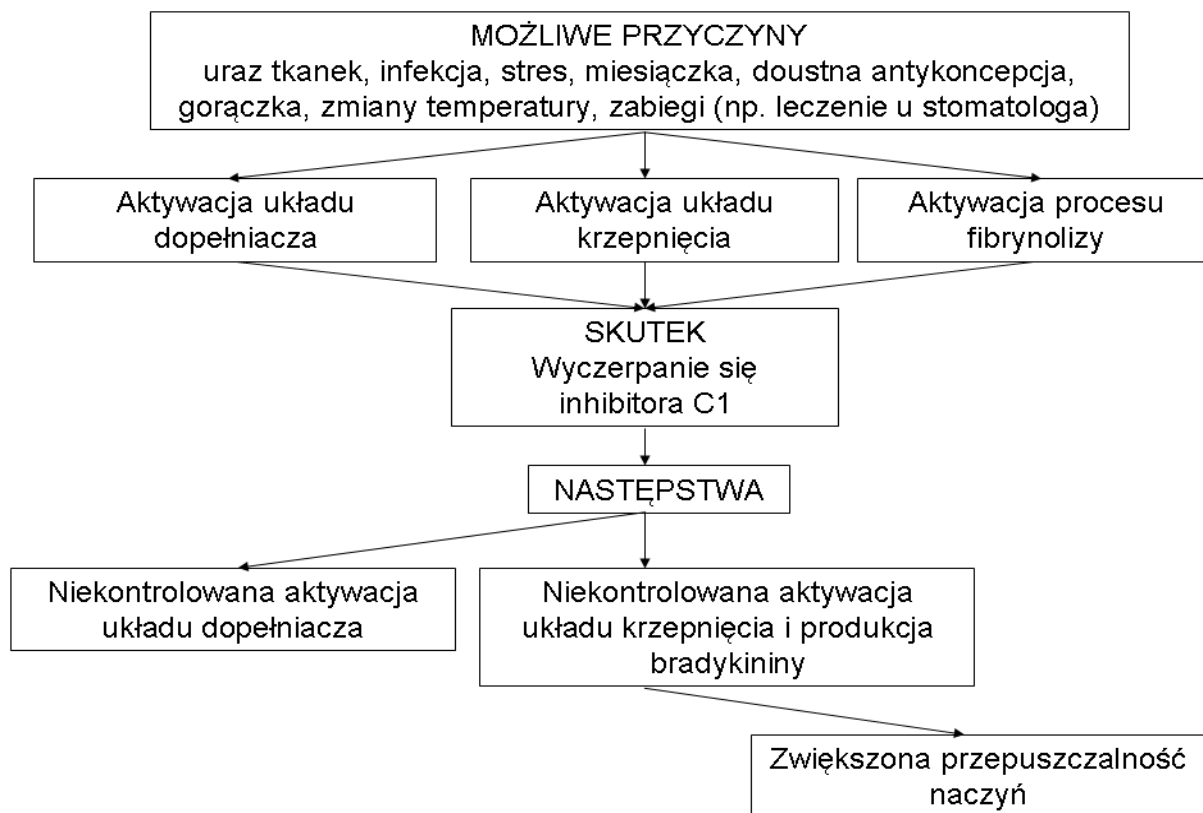 MOŻLIWE PRZYCZYNY
uraz tkanek, infekcja, stres, miesiączka, doustna antykoncepcja,
gorączka, zmiany temperatury, zabiegi (np. leczenie u stomatologa)
Aktywacja układu
dopełniacza
Aktywacja układu
krzepnięcia
Aktywacja procesu
fibrynolizy
SKUTEK
Wyczerpanie się
inhibitora C1
NASTĘPSTWA
Niekontrolowana aktywacja
układu dopełniacza
Niekontrolowana aktywacja
układu krzepnięcia i produkcja
bradykininy
Zwiększona przepuszczalność
naczyń